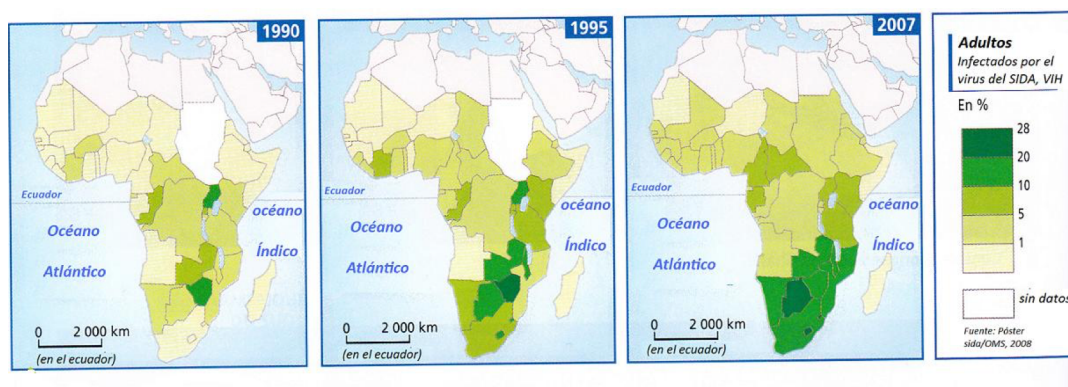 1990
Ecuador
Océano
Atlántico
océano
Índico
0 2 000 km
(en el ecuador)
1995
Ecuador
Océano
Atlántico
océano
Índico
0 2 000 km
(en el ecuador)
2007
Ecuador
Océano
Atlántico
océano
Índico
0 2 000 km
(en el ecuador)
Adultos
Infectados por el
virus del SIDA, VIH
En %
28
20
10
5
1
sin datos
Fuente: Póster
sida/OMS, 2008